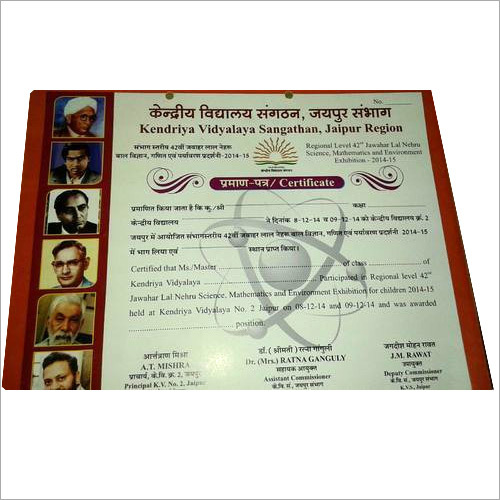 No.
केन्द्रीय विद्यालय संगठन, जयपुर संभाग
Kendriya Vidyalaya Sangathan, Jaipur Region
संभाग स्तरीय 42वीं जवाहर लाल नेहरू
बाल विज्ञान, गणित एवं पर्यावरण प्रदर्शनी-2014-15
Regional Level 42nd Jawahar Lal Nehru
Science, Mathematics and Environment
Exhibition - 2014-15
प्रमाण-पत्र/ Certificate
प्रमाणित किया जाता है कि कु./श्री कक्षा
केन्द्रीय विद्यालय ने दिनांक 8-12-14 व 09-12-14 को केन्द्रीय विद्यालय क्र. 2
जयपुर में आयोजित संभागस्तरीय 42वीं जवाहर लाल नेहरू बाल विज्ञान, गणित एवं पर्यावरण प्रदर्शनी 2014-15
में भाग लिया एवं स्थान प्राप्त किया।
Certified that Ms./Master of class of
Kendriya Vidyalaya Participated in Regional level 42nd
Jawahar Lal Nehru Science, Mathematics and Environment Exhibition for children 2014-15
held at Kendriya Vidyalaya No. 2 Jaipur on 08-12-14 and 09-12-14 and was awarded
position.
आर्त्तत्राण मिश्रा
A.T. MISHRA
प्राचार्य, के.वि. क्र. 2, जयपुर
Principal K.V. No. 2, Jaipur
डॉ. (श्रीमती) रत्ना गांगुली
Dr. (Mrs.) RATNA GANGULY
सहायक आयुक्त
Assistant Commissioner
के.वि. सं., जयपुर संभाग
जगदीश मोहन रावत
J.M. RAWAT
उपायुक्त
Deputy Commissioner
के.वि. सं., जयपुर संभाग
K.V.S, Jaipur